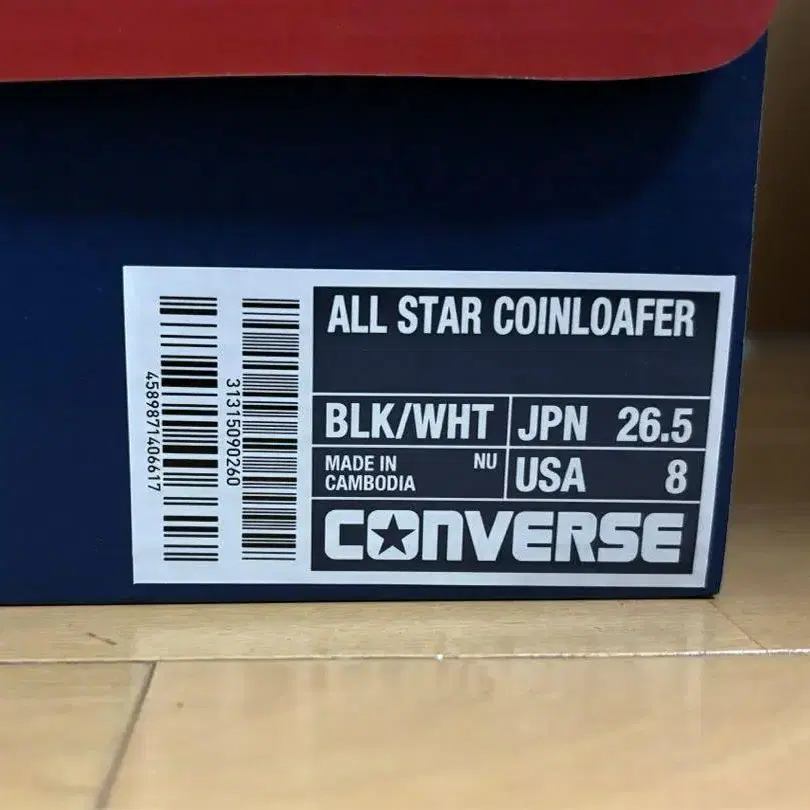 4589871406617
31315090260
ALL STAR COINLOAFER
BLK/WHT
JPN 26.5
MADE IN CAMBODIA
NU
USA 8
CONVERSE